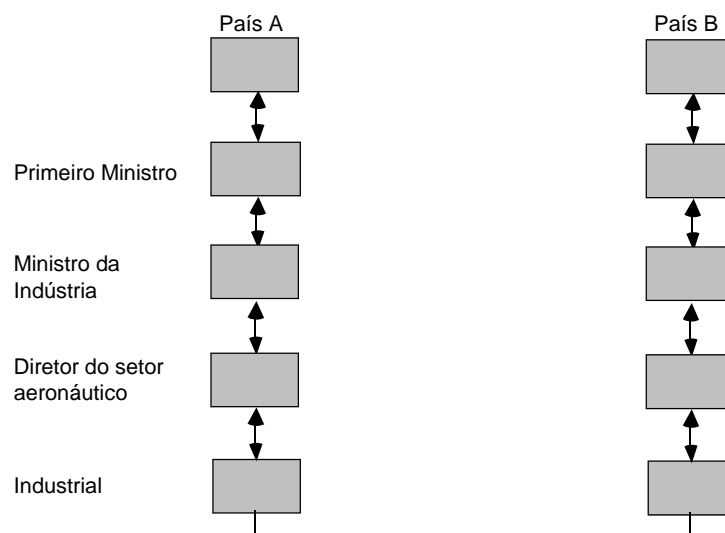 País A
País B
Primeiro Ministro
Ministro da
Indústria
Diretor do setor
aeronáutico
Industrial